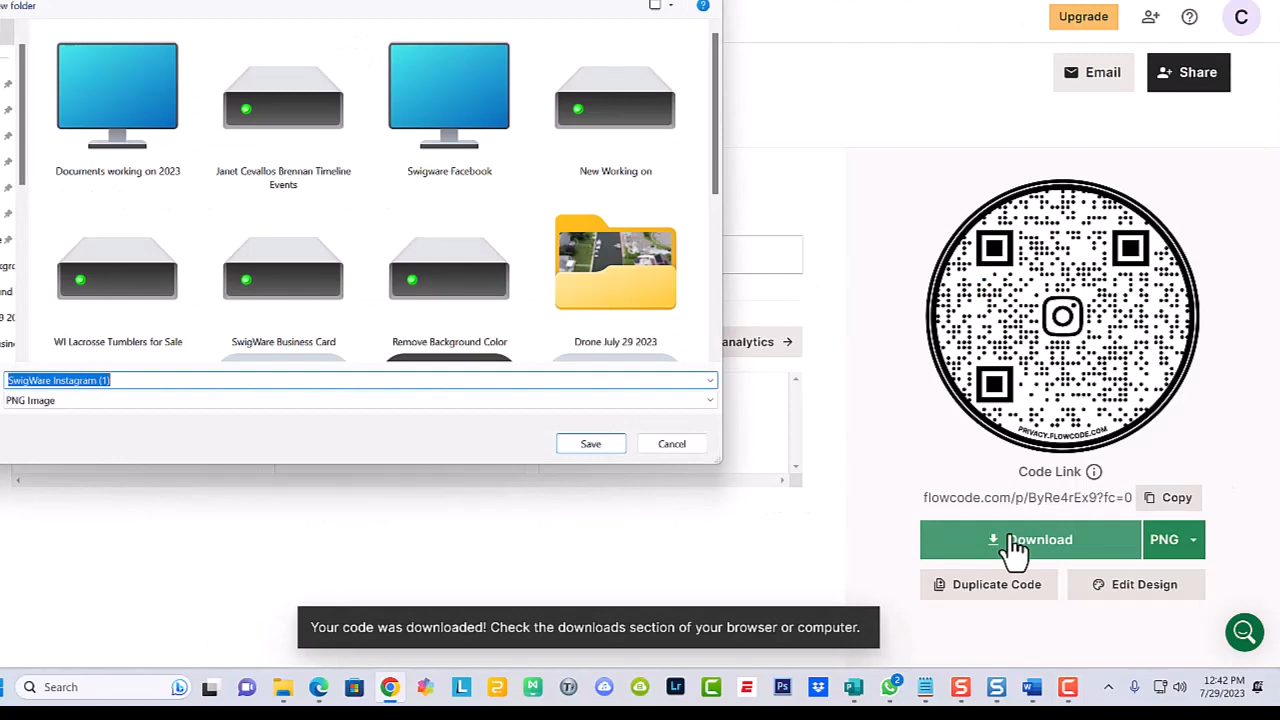 ew folder
Upgrade
C
Email
Share
Documents working on 2023
Janet Cevallos Brennan Timeline
Events
Swigware Facebook
New Working on
WI Lacrosse Tumblers for Sale
SwigWare Business Card
Remove Background Color
Drone July 29 2023
analytics
SwigWare Instagram (1)
PNG Image
Save
Cancel
PRIVACY.FLOWCODE.COM
Code Link
flowcode.com/p/ByRe4rEx9?fc=0
Copy
Download
PNG
Duplicate Code
Edit Design
Your code was downloaded! Check the downloads section of your browser or computer.
Search
2
12:42 PM
7/29/2023